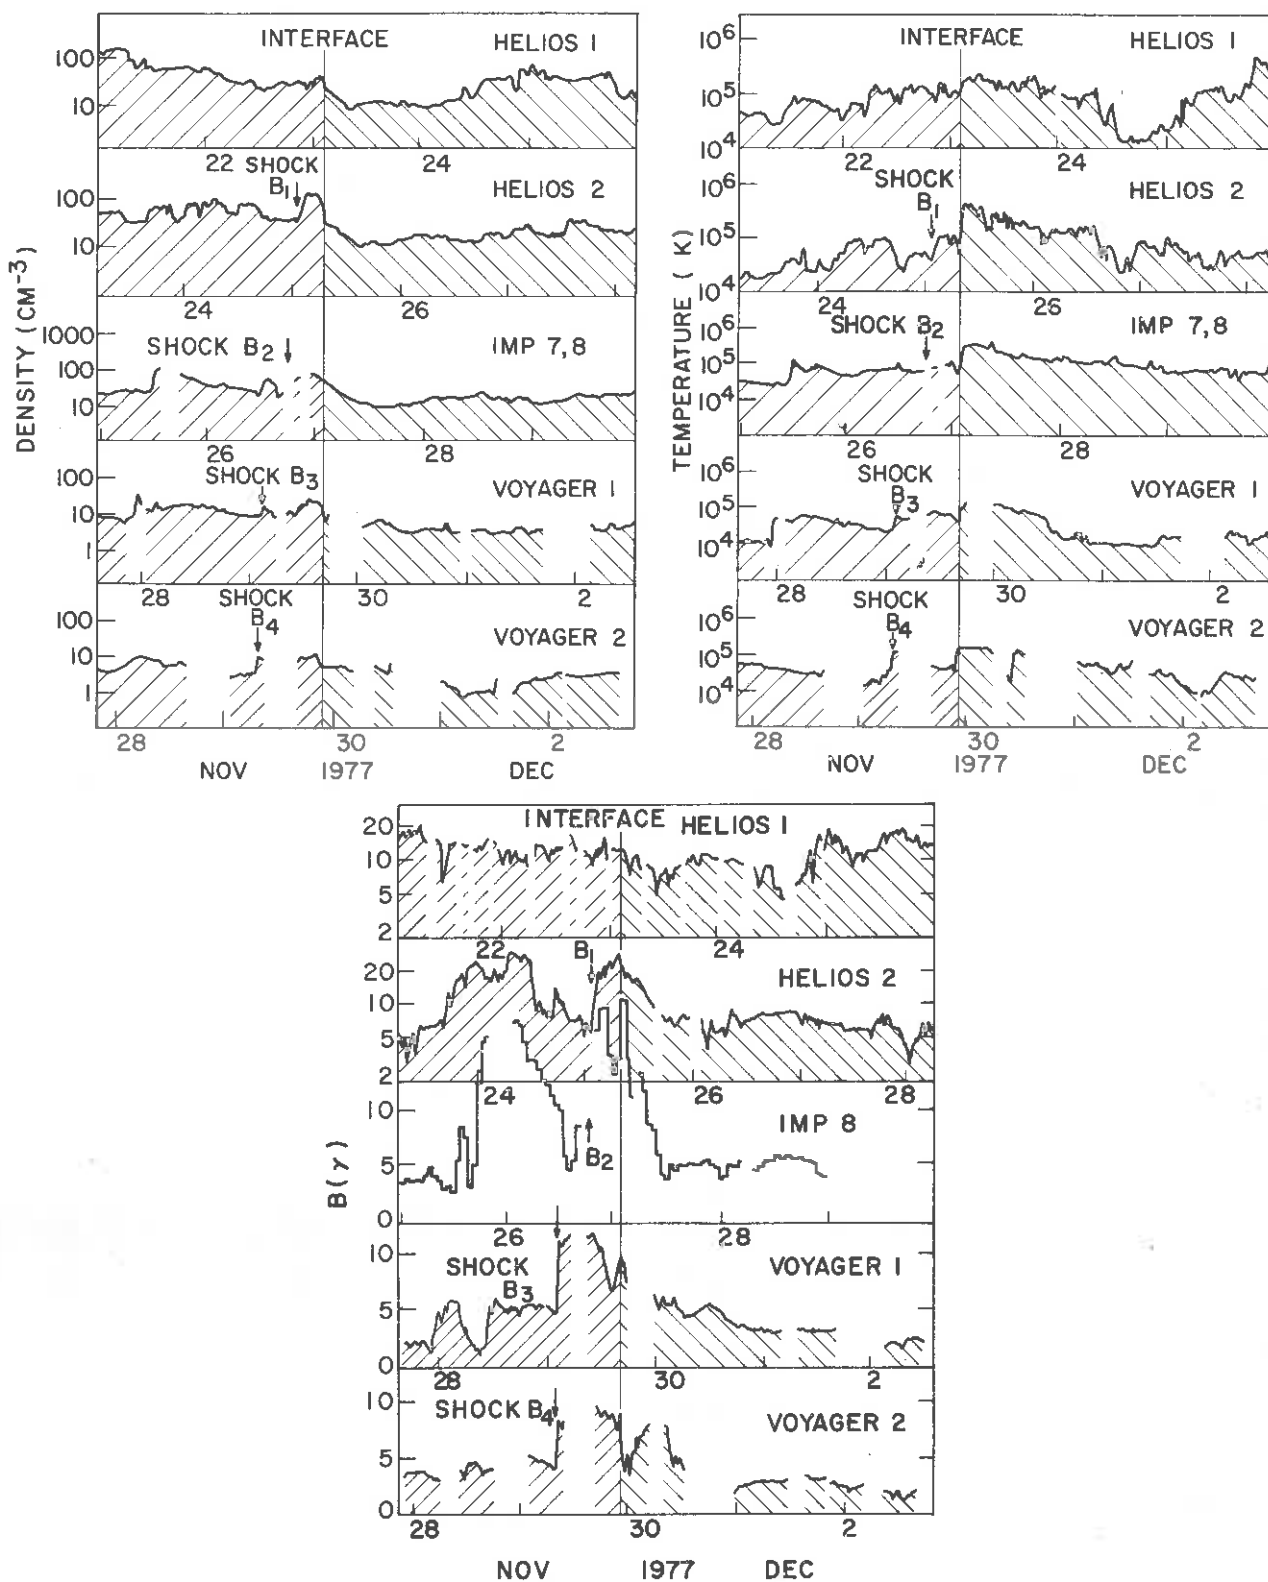 INTERFACE HELIOS 1
100
10
22 24
SHOCK B1 HELIOS 2
100
10
24 26
SHOCK B2 IMP 7,8
1000
100
10
26 28
SHOCK B3 VOYAGER 1
100
10
1
28 30 2
SHOCK B4 VOYAGER 2
100
10
1
28 30 2
NOV 1977 DEC
DENSITY (CM-3)
INTERFACE HELIOS 1
10^6
10^5
10^4
22 24
SHOCK B1 HELIOS 2
10^6
10^5
10^4
24 26
SHOCK B2 IMP 7,8
10^6
10^5
10^4
26 28
SHOCK B3 VOYAGER 1
10^6
10^5
10^4
28 30 2
SHOCK B4 VOYAGER 2
10^6
10^5
10^4
28 30 2
NOV 1977 DEC
TEMPERATURE (K)
INTERFACE HELIOS 1
20
10
5
2
22 24
B1 HELIOS 2
20
10
5
2
24 26 28
B2 IMP 8
10
5
0
26 28
SHOCK B3 VOYAGER 1
10
5
0
28 30 2
SHOCK B4 VOYAGER 2
10
5
0
28 30 2
NOV 1977 DEC
B(γ)